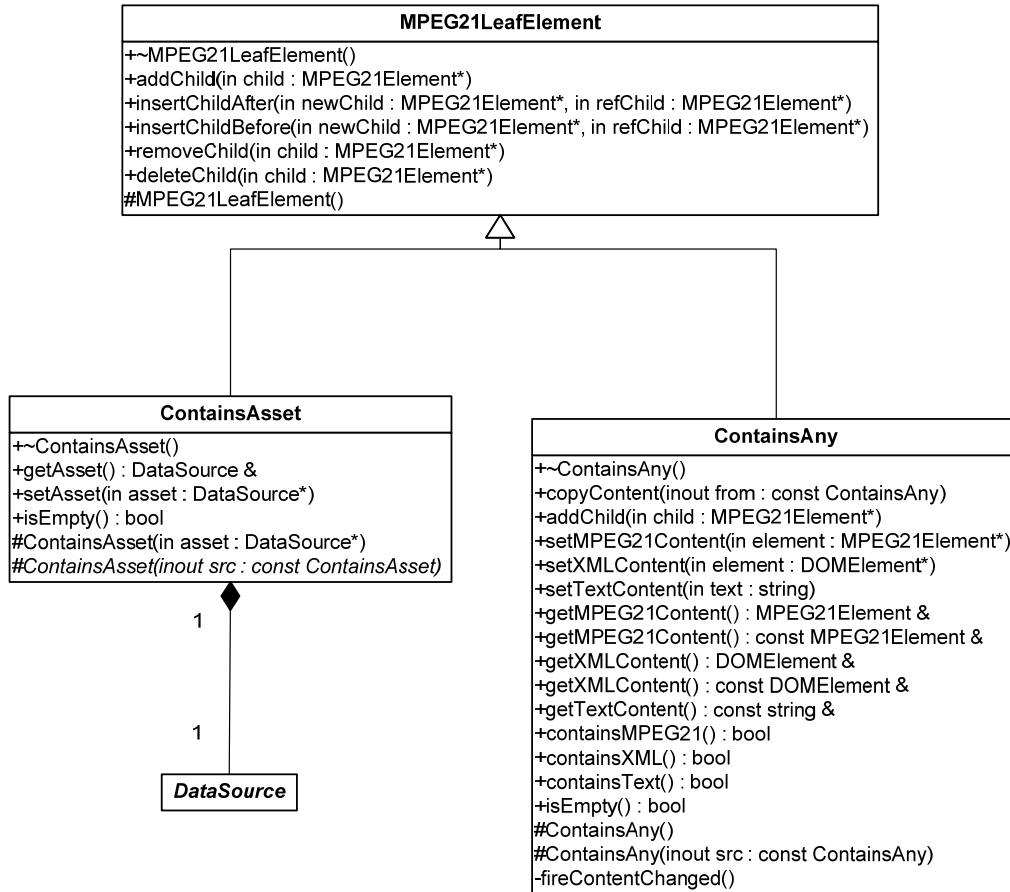 MPEG21LeafElement
+~MPEG21LeafElement()
+addChild(in child : MPEG21Element*)
+insertChildAfter(in newChild : MPEG21Element*, in refChild : MPEG21Element*)
+insertChildBefore(in newChild : MPEG21Element*, in refChild : MPEG21Element*)
+removeChild(in child : MPEG21Element*)
+deleteChild(in child : MPEG21Element*)
#MPEG21LeafElement()
ContainsAsset
+~ContainsAsset()
+getAsset() : DataSource &
+setAsset(in asset : DataSource*)
+isEmpty() : bool
#ContainsAsset(in asset : DataSource*)
#ContainsAsset(inout src : const ContainsAsset)
1
1
DataSource
ContainsAny
+~ContainsAny()
+copyContent(inout from : const ContainsAny)
+addChild(in child : MPEG21Element*)
+setMPEG21Content(in element : MPEG21Element*)
+setXMLContent(in element : DOMElement*)
+setTextContent(in text : string)
+getMPEG21Content() : MPEG21Element &
+getMPEG21Content() : const MPEG21Element &
+getXMLContent() : DOMElement &
+getXMLContent() : const DOMElement &
+getTextContent() : const string &
+containsMPEG21() : bool
+containsXML() : bool
+containsText() : bool
+isEmpty() : bool
#ContainsAny()
#ContainsAny(inout src : const ContainsAny)
-fireContentChanged()